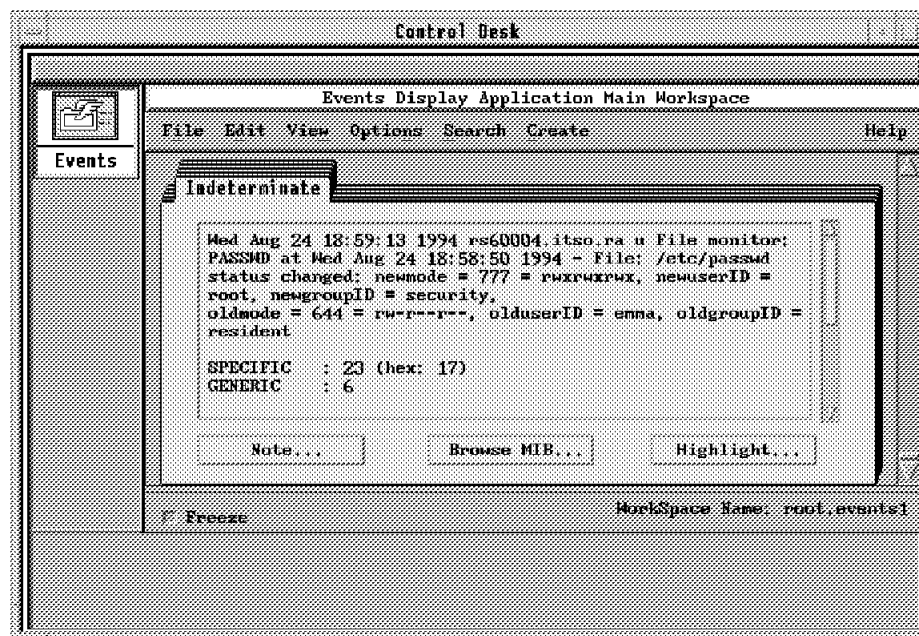 Control Desk
Events Display Application Main Workspace
File Edit View Options Search Create Help
Events
Indeterminate
Wed Aug 24 18:59:13 1994 rs60004.itso.ra u File monitor:
PASSWD at Wed Aug 24 18:58:50 1994 - File: /etc/passwd
status changed: newmode = 777 = rwxrwxrwx, newuserID =
root, newgroupID = security,
oldmode = 644 = rw-r--r--, olduserID = emma, oldgroupID =
resident
SPECIFIC : 23 (hex: 17)
GENERIC : 6
Note... Browse MIB... Highlight...
Freeze
WorkSpace Name: root.events1